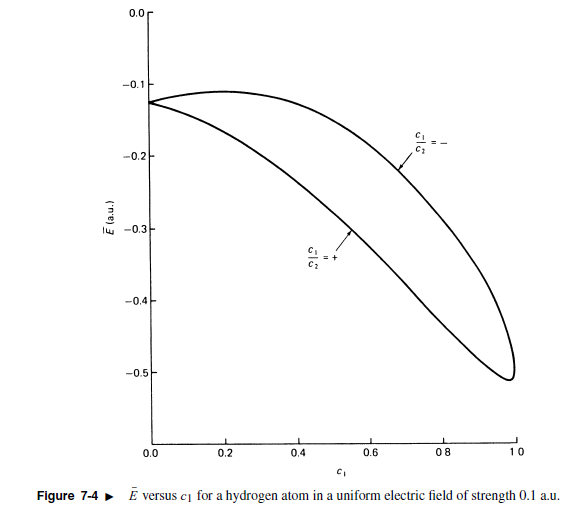 0.0
−0.1
C₁/C₂ = −
−0.2
Ē (a.u.)
−0.3
C₁/C₂ = +
−0.4
−0.5
0.0 0.2 0.4 0.6 0 8 1 0
C₁
Figure 7-4 ► Ē versus c₁ for a hydrogen atom in a uniform electric field of strength 0.1 a.u.